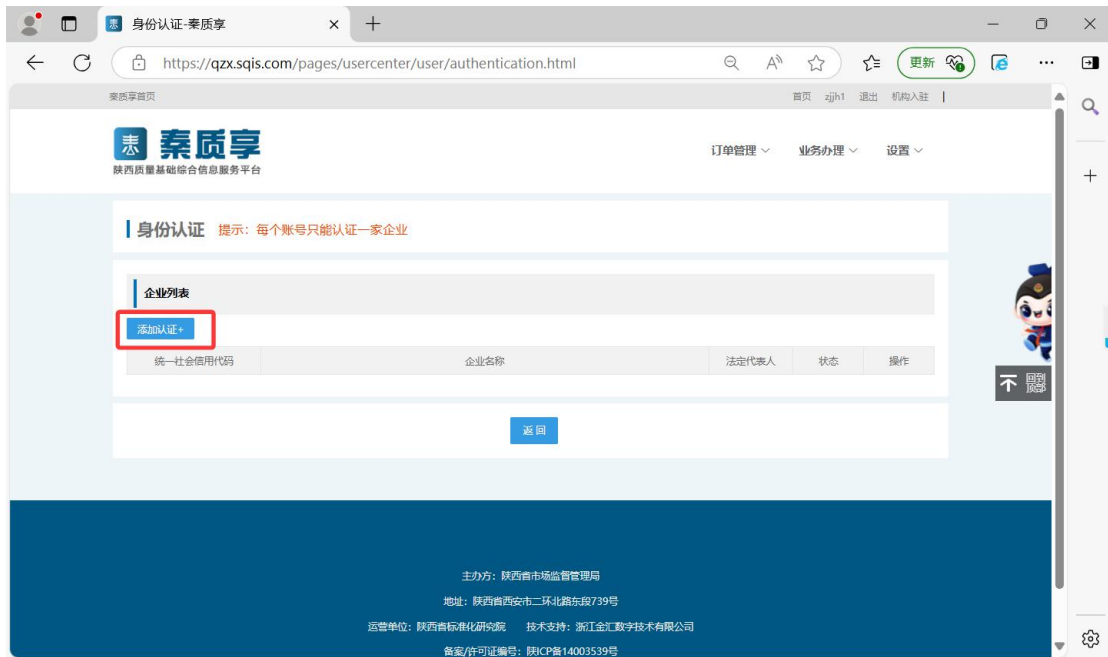 身份认证-秦质享
https://qzx.sqis.com/pages/usercenter/user/authentication.html
更新
秦质享首页 首页 zjjh1 退出 机构入驻
秦质享
陕西质量基础综合信息服务平台
订单管理 业务办理 设置
身份认证 提示:每个账号只能认证一家企业
企业列表
添加认证+
统一社会信用代码 企业名称 法定代表人 状态 操作
回到顶部
返回
主办方:陕西省市场监督管理局
地址:陕西省西安市二环北路东段739号
运营单位:陕西省标准化研究院 技术支持:浙江金汇数字技术有限公司
备案/许可证编号:陕ICP备14003539号